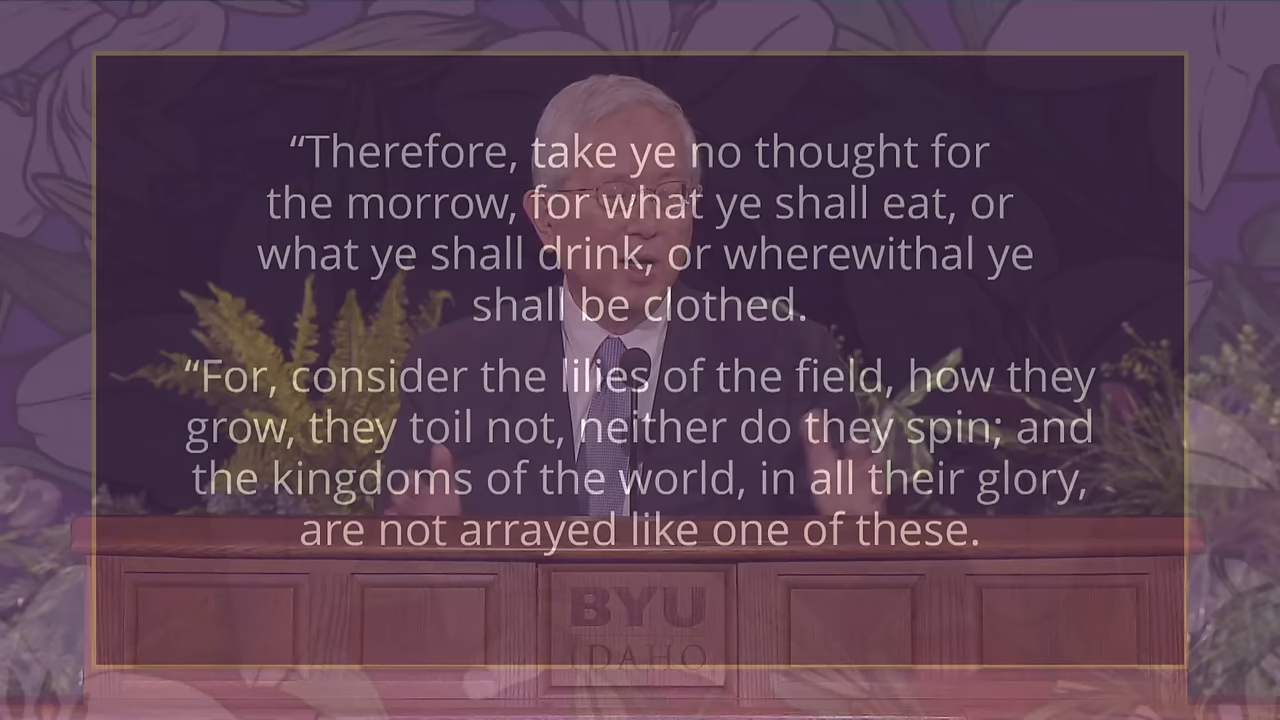 “Therefore, take ye no thought for
the morrow, for what ye shall eat, or
what ye shall drink, or wherewithal ye
shall be clothed.
“For, consider the lilies of the field, how they
grow, they toil not, neither do they spin; and
the kingdoms of the world, in all their glory,
are not arrayed like one of these.
BYU
IDAHO